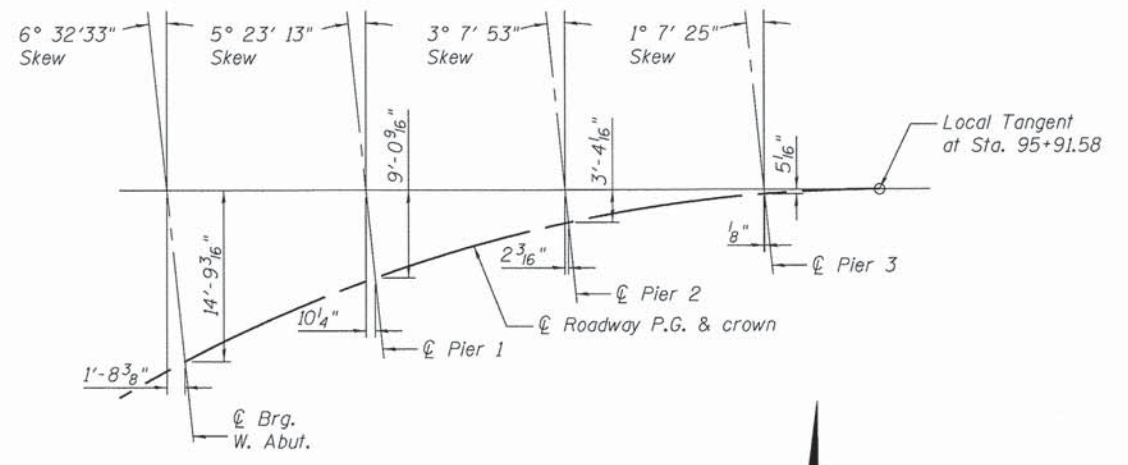 6° 32'33"
Skew
5° 23' 13"
Skew
3° 7' 53"
Skew
1° 7' 25"
Skew
Local Tangent
at Sta. 95+91.58
14'-9 3/16"
9'-0 9/16"
3'-4 1/16"
5 1/16"
1'-8 3/8"
10 1/4"
2 3/16"
1/8"
℄ Pier 3
℄ Pier 2
℄ Roadway P.G. & crown
℄ Pier 1
℄ Brg.
W. Abut.